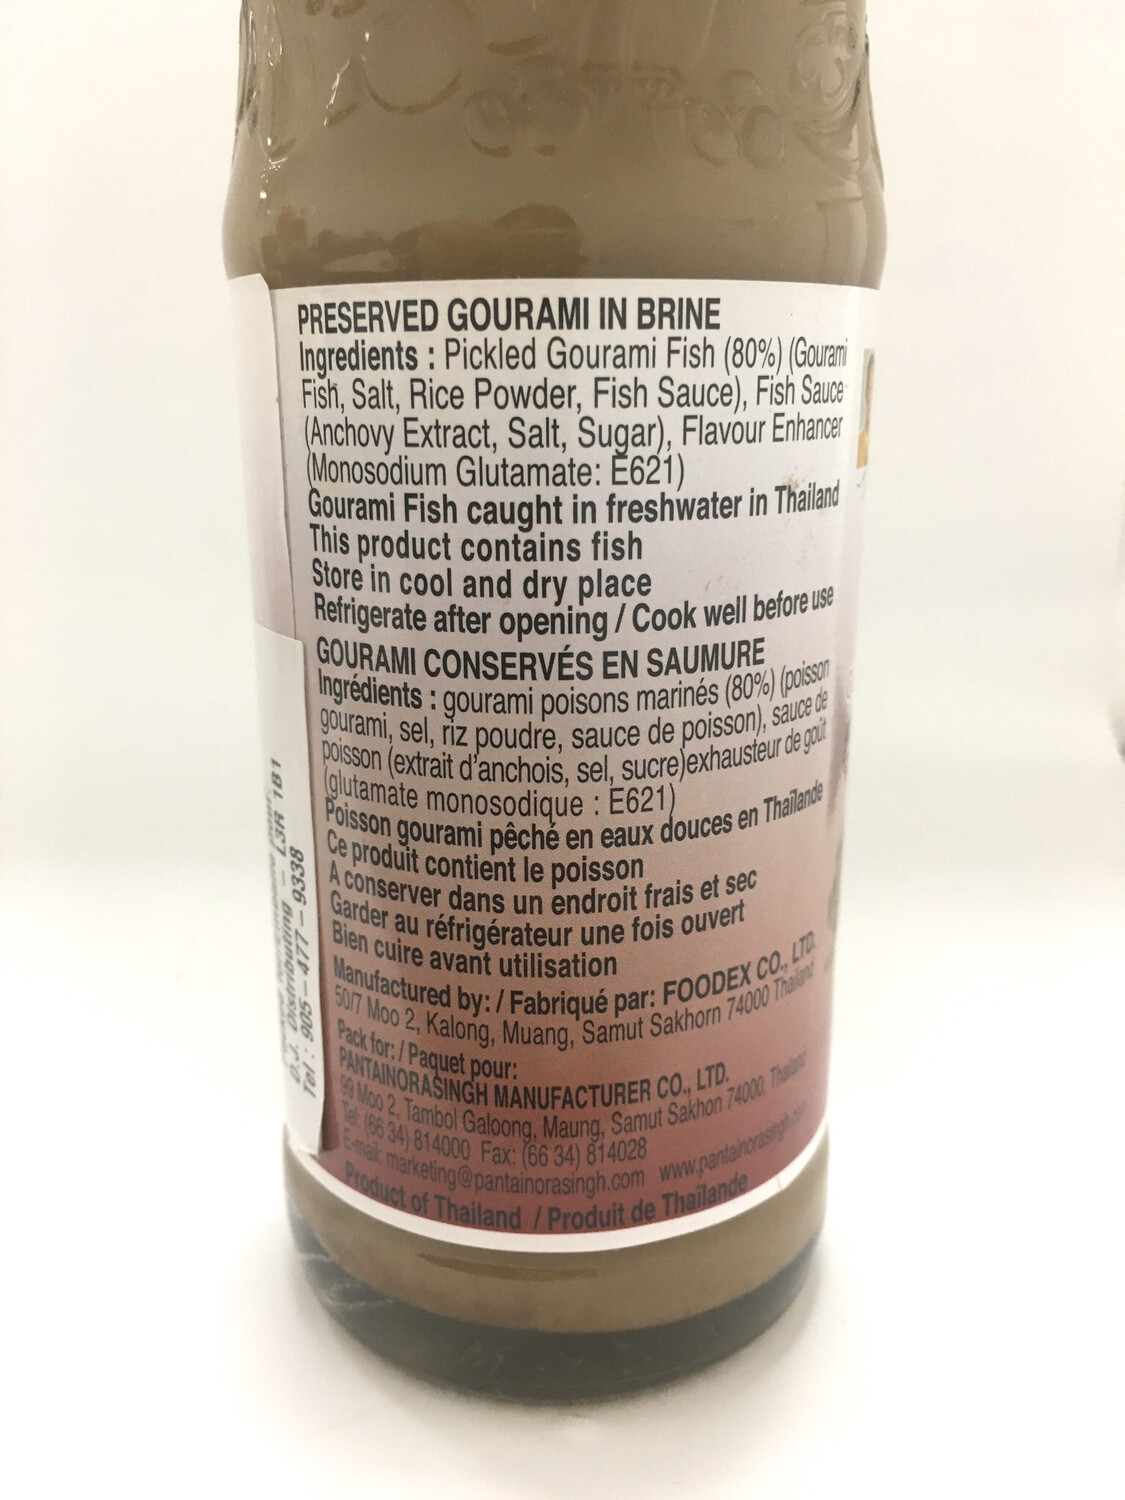 PRESERVED GOURAMI IN BRINE
Ingredients : Pickled Gourami Fish (80%) (Gourami
Fish, Salt, Rice Powder, Fish Sauce), Fish Sauce
(Anchovy Extract, Salt, Sugar), Flavour Enhancer
(Monosodium Glutamate: E621)
Gourami Fish caught in freshwater in Thailand
This product contains fish
Store in cool and dry place
Refrigerate after opening / Cook well before use
GOURAMI CONSERVÉS EN SAUMURE
Ingrédients : gourami poisons marinés (80%) (poisson
gourami, sel, riz poudre, sauce de poisson), sauce de
poisson (extrait d'anchois, sel, sucre)exhausteur de goût
(glutamate monosodique : E621)
Poisson gourami pêché en eaux douces en Thaïlande
Ce produit contient le poisson
A conserver dans un endroit frais et sec
Garder au réfrigérateur une fois ouvert
Bien cuire avant utilisation
Manufactured by: / Fabriqué par: FOODEX CO., LTD.
50/7 Moo 2, Kalong, Muang, Samut Sakhorn 74000 Thailand
Pack for: / Paquet pour:
PANTAINORASINGH MANUFACTURER CO., LTD.
99 Moo 2, Tambol Galoong, Maung, Samut Sakhon 74000, Thailand
Tel: (66 34) 814000 Fax: (66 34) 814028
E-mail: marketing@pantainorasingh.com www.pantainorasingh.com
Product of Thailand / Produit de Thaïlande
L3R 1B1
Distributing
Tel : 905-477-9338